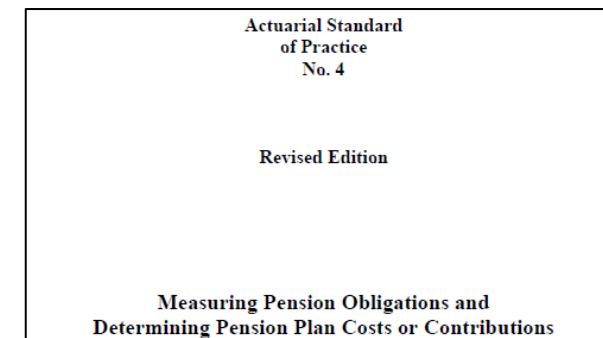 Actuarial Standard
of Practice
No. 4
Revised Edition
Measuring Pension Obligations and
Determining Pension Plan Costs or Contributions